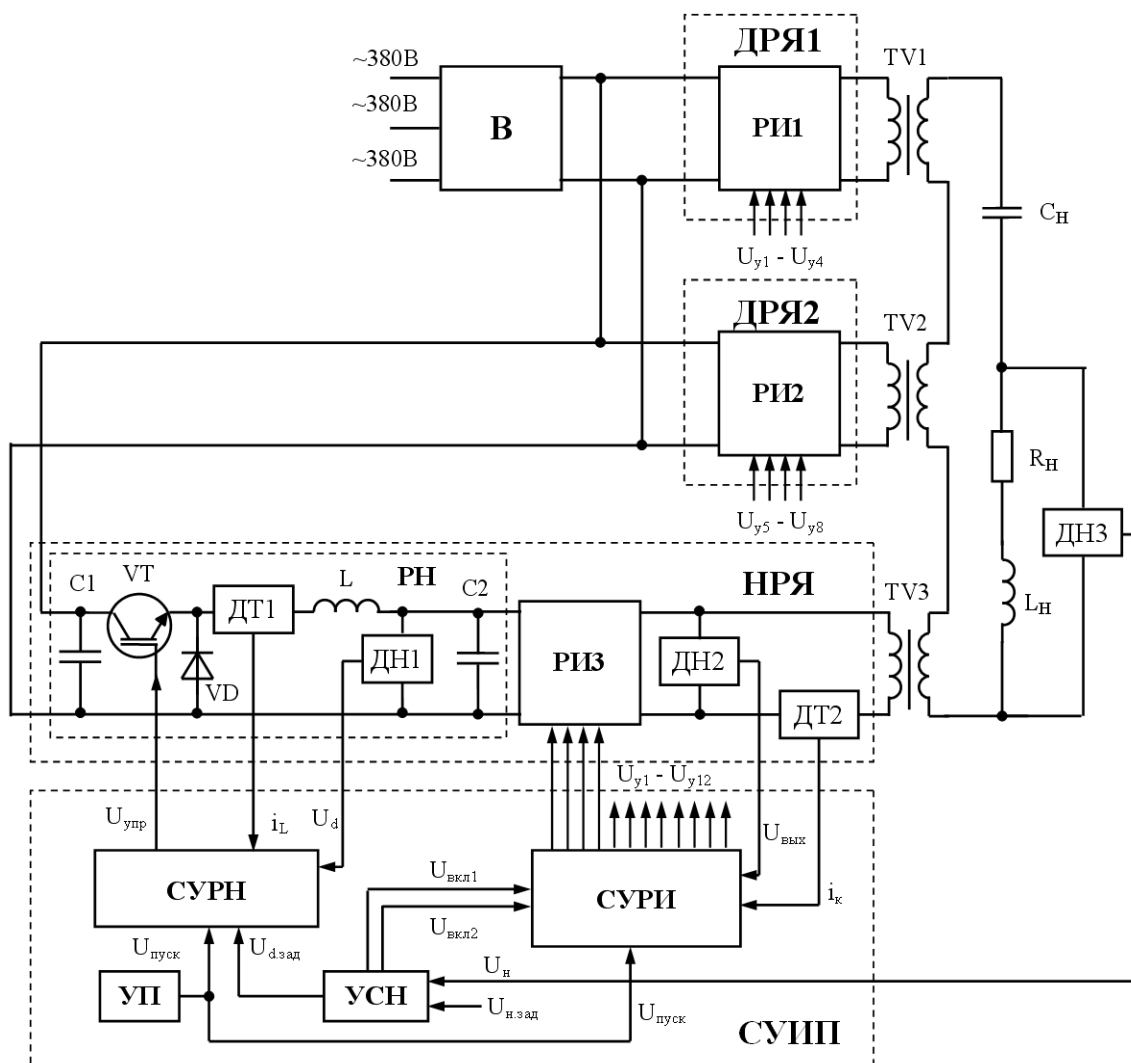 ДРЯ1
TV1
~380В
~380В
~380В
В
РИ1
Cн
Uу1 - Uу4
ДРЯ2
TV2
РИ2
Rн
Uу5 - Uу8
ДН3
Lн
НРЯ
TV3
C1
VT
L
C2
РН
ДТ1
VD
ДН1
РИ3
ДН2
ДТ2
Uу1 - Uу12
Uупр
iL
Ud
Uвых
СУРН
Uвкл1
СУРИ
iк
Uвкл2
Uпуск
Ud.зад
Uн
УП
УСН
Uн.зад
Uпуск
СУИП